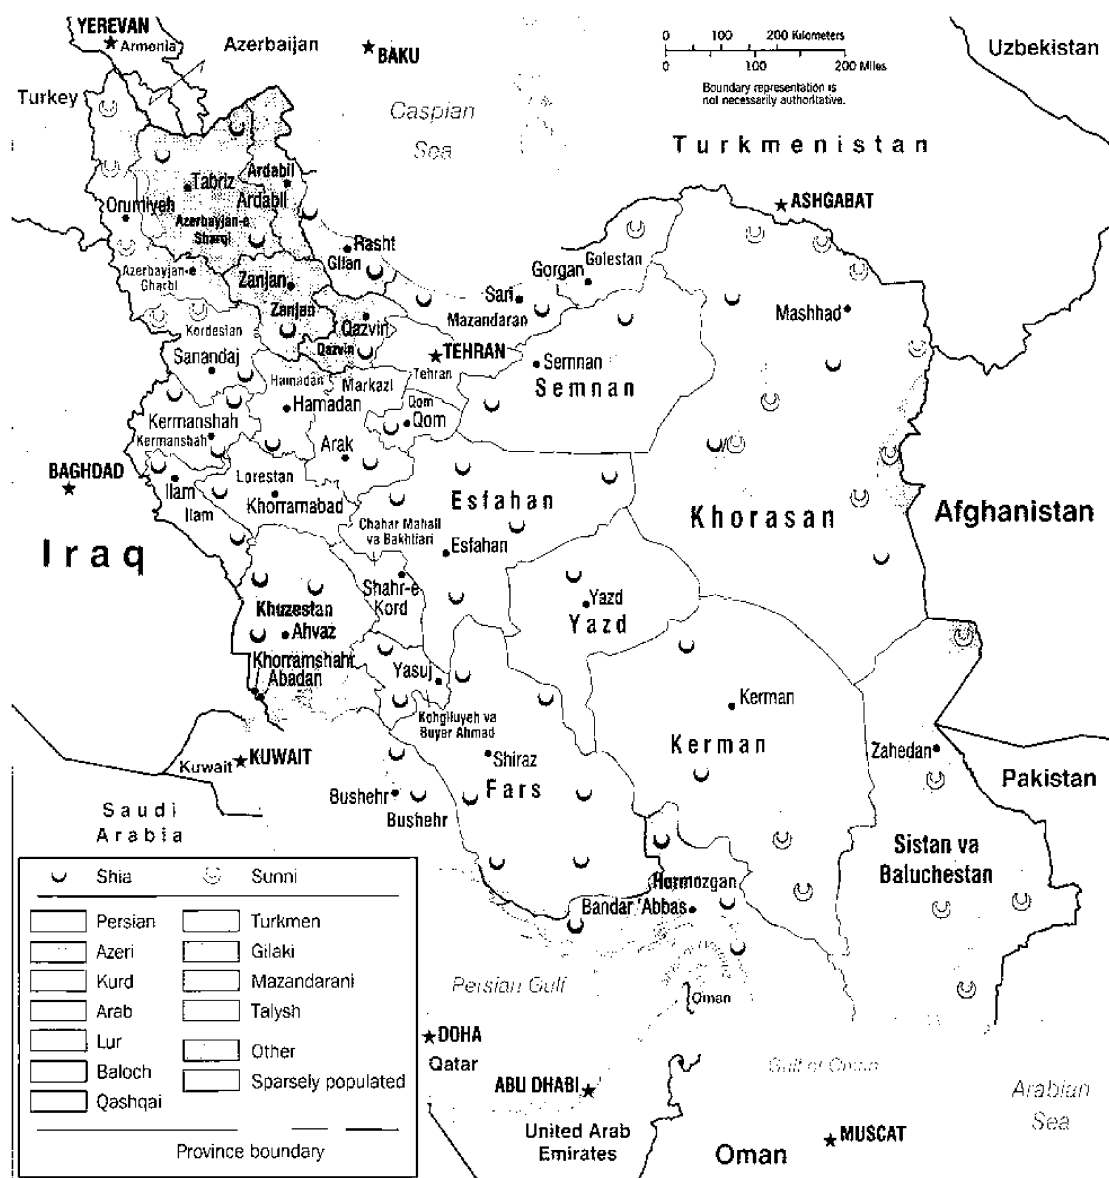 YEREVAN
Armenia
Azerbaijan
BAKU
0 100 200 Kilometers
0 100 200 Miles
Boundary representation is
not necessarily authoritative.
Uzbekistan
Turkey
Caspian
Sea
Turkmenistan
Ardabil
Tabriz
Ardabil
Orumiyeh
Azerbayjan-e
Sharqi
ASHGABAT
Rasht
Gilan
Golestan
Gorgan
Azerbayjan-e
Gharbi
Zanjan
Zanjan
Sari
Mazandaran
Mashhad
Kordestan
Qazvin
Qazvin
TEHRAN
Tehran
Sanandaj
Semnan
Semnan
Hamadan
Hamadan
Markazi
Qom
Qom
Kermanshah
Kermanshah
Arak
BAGHDAD
Ilam
Ilam
Lorestan
Khorramabad
Esfahan
Khorasan
Afghanistan
Chahar Mahall
va Bakhtiari
Esfahan
Iraq
Shahr-e
Kord
Yazd
Yazd
Khuzestan
Ahvaz
Khorramshahr
Abadan
Yasuj
Kohgiluyeh va
Buyer Ahmad
Kerman
Kerman
Zahedan
Kuwait
KUWAIT
Shiraz
Fars
Pakistan
Saudi
Arabia
Bushehr
Bushehr
Sistan va
Baluchestan
Hormozgan
Bandar 'Abbas
Persian Gulf
Oman
DOHA
Qatar
Gulf of Oman
ABU DHABI
Arabian
Sea
United Arab
Emirates
Oman
MUSCAT
Shia
Sunni
Persian
Azeri
Kurd
Arab
Lur
Baloch
Qashqai
Turkmen
Gilaki
Mazandarani
Talysh
Other
Sparsely populated
Province boundary